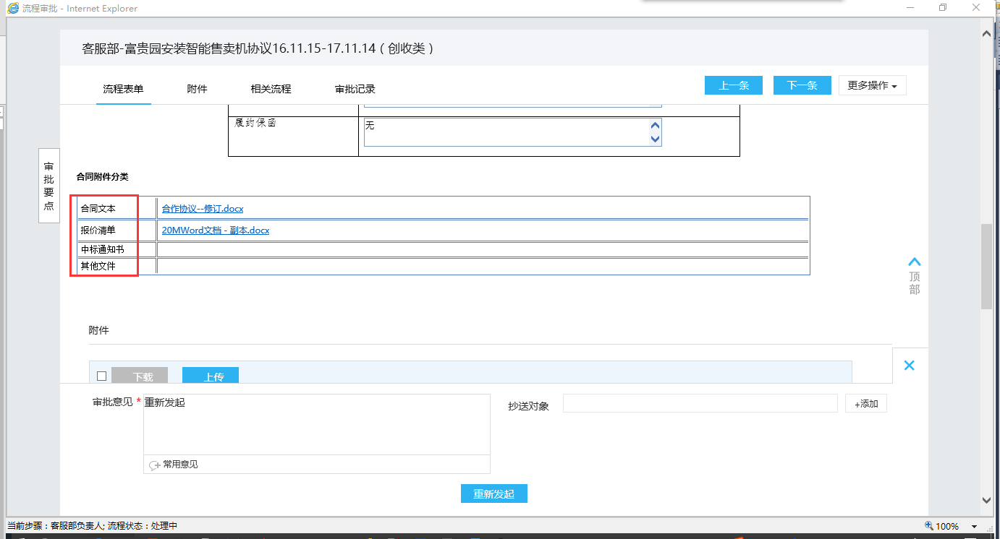 流程审批 - Internet Explorer
客服部-富贵园安装智能售卖机协议16.11.15-17.11.14（创收类）
流程表单 附件 相关流程 审批记录 上一条 下一条 更多操作
履约保函 无
审批要点
合同附件分类
合同文本 合作协议--修订.docx
报价清单 20MWord文档 - 副本.docx
中标通知书
其他文件
顶部
附件
下载 上传
审批意见 * 重新发起 抄送对象 +添加
常用意见
重新发起
当前步骤：客服部负责人; 流程状态：处理中 100%